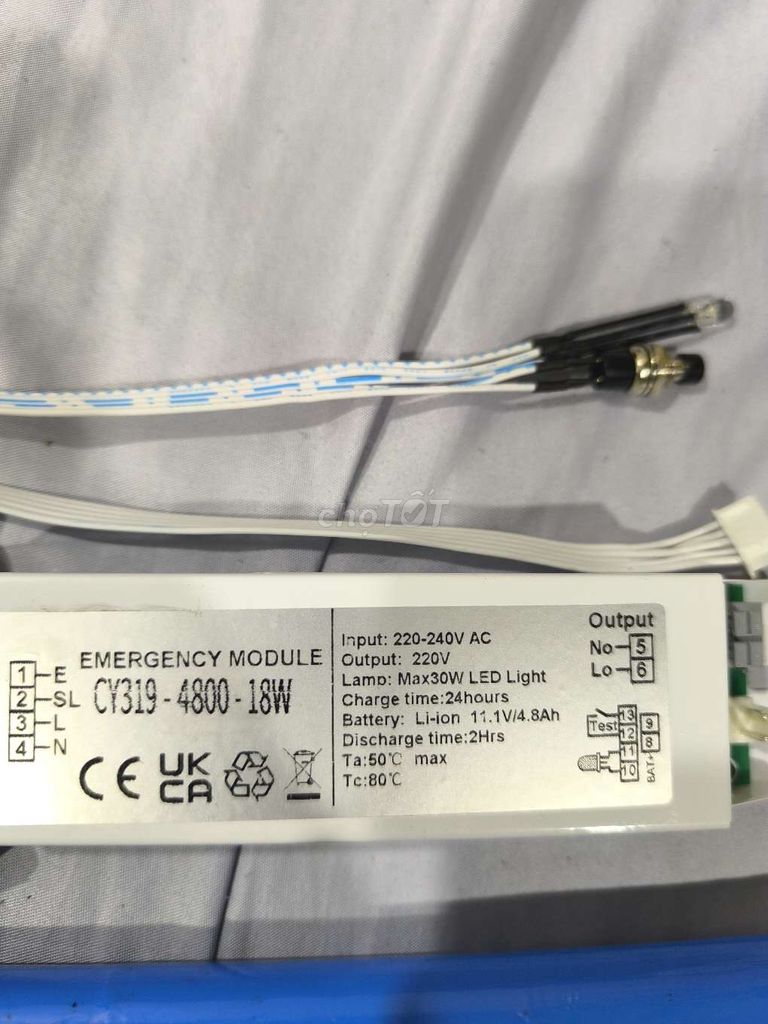 chợTỐT
EMERGENCY MODULE
CY319-4800-18W
1 E
2 SL
3 L
4 N
CE UK CA
Input: 220-240V AC
Output: 220V
Lamp: Max30W LED Light
Charge time:24hours
Battery: Li-ion 11.1V/4.8Ah
Discharge time:2Hrs
Ta:50℃ max
Tc:80℃
Output
No 5
Lo 6
Test 13 9
12 8
11
10
BAT+